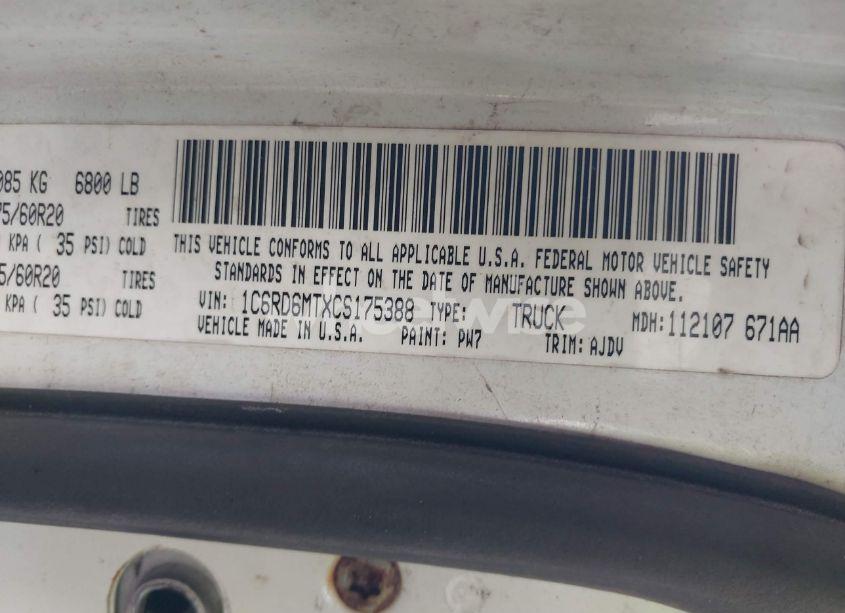 085 KG 6800 LB
75/60R20 TIRES
KPA ( 35 PSI) COLD
5/60R20 TIRES
KPA ( 35 PSI) COLD
THIS VEHICLE CONFORMS TO ALL APPLICABLE U.S.A. FEDERAL MOTOR VEHICLE SAFETY
STANDARDS IN EFFECT ON THE DATE OF MANUFACTURE SHOWN ABOVE.
VIN: 1C6RD6MTXCS175388 TYPE: TRUCK MDH: 112107 671AA
VEHICLE MADE IN U.S.A. PAINT: PW7 TRIM: AJDV